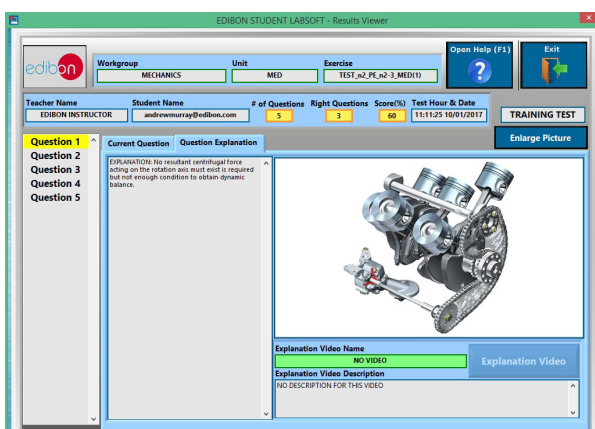 EDIBON STUDENT LABSOFT - Results Viewer
edibon
Workgroup Unit Exercise
MECHANICS MED TEST_n2_PE_n2-3_MED(1)
Open Help (F1) Exit
?
Teacher Name Student Name # of Questions Right Questions Score(%) Test Hour & Date
EDIBON INSTRUCTOR andrewmurray@edibon.com 5 3 60 11:11:25 10/01/2017 TRAINING TEST
Enlarge Picture
Question 1
Question 2
Question 3
Question 4
Question 5
Current Question Question Explanation
EXPLANATION: No resultant centrifugal force
acting on the rotation axis must exist is required
but not enough condition to obtain dynamic
balance.
Explanation Video Name
NO VIDEO
Explanation Video
Explanation Video Description
NO DESCRIPTION FOR THIS VIDEO